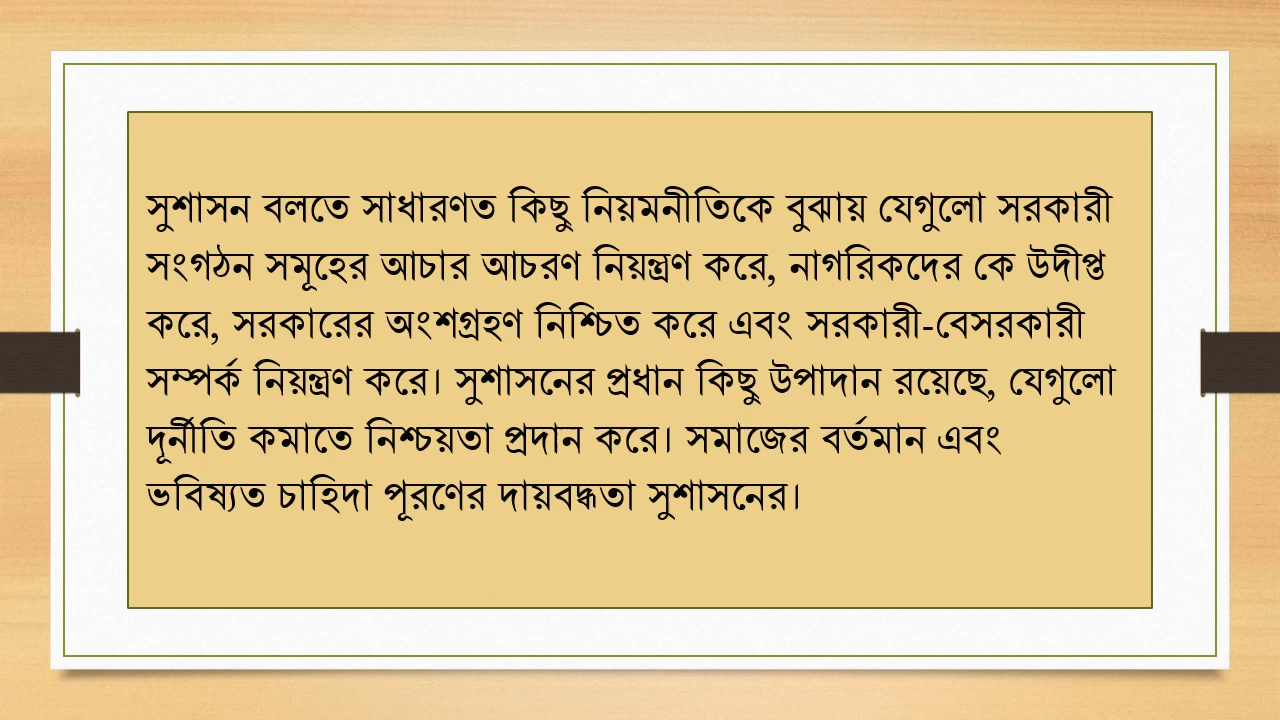 সুশাসন বলতে সাধারণত কিছু নিয়মনীতিকে বুঝায় যেগুলো সরকারী
সংগঠন সমূহের আচার আচরণ নিয়ন্ত্রণ করে, নাগরিকদের কে উদীপ্ত
করে, সরকারের অংশগ্রহণ নিশ্চিত করে এবং সরকারী-বেসরকারী
সম্পর্ক নিয়ন্ত্রণ করে। সুশাসনের প্রধান কিছু উপাদান রয়েছে, যেগুলো
দূর্নীতি কমাতে নিশ্চয়তা প্রদান করে। সমাজের বর্তমান এবং
ভবিষ্যত চাহিদা পূরণের দায়বদ্ধতা সুশাসনের।